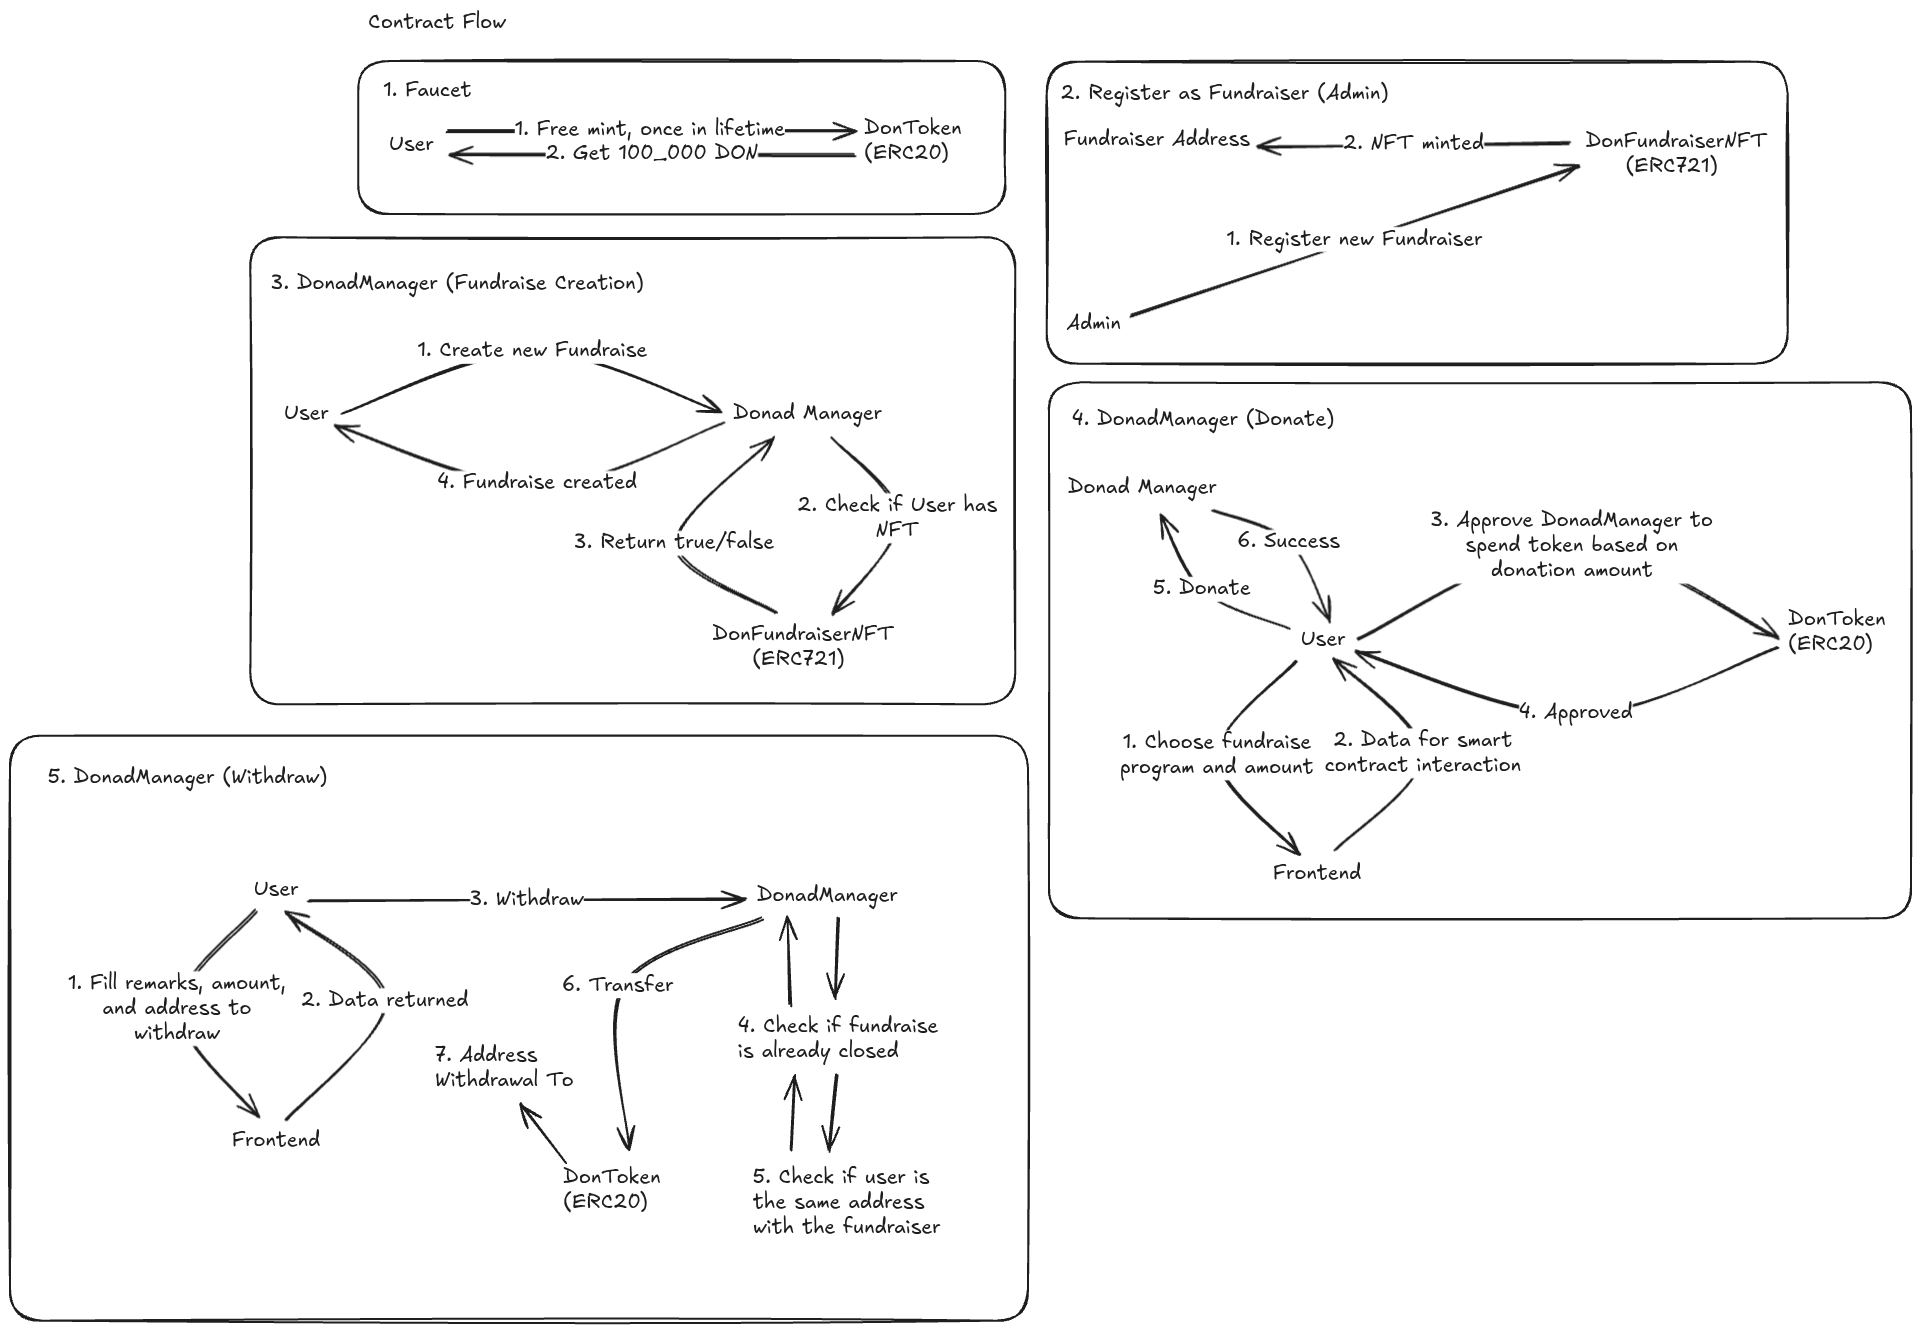 Contract Flow
1. Faucet
User
1. Free mint, once in lifetime
2. Get 100_000 DON
DonToken
(ERC20)
2. Register as Fundraiser (Admin)
Fundraiser Address
2. NFT minted
DonFundraiserNFT
(ERC721)
1. Register new Fundraiser
Admin
3. DonadManager (Fundraise Creation)
1. Create new Fundraise
User
Donad Manager
4. Fundraise created
2. Check if User has
NFT
3. Return true/false
DonFundraiserNFT
(ERC721)
4. DonadManager (Donate)
Donad Manager
6. Success
5. Donate
3. Approve DonadManager to
spend token based on
donation amount
User
DonToken
(ERC20)
4. Approved
1. Choose fundraise
program and amount
2. Data for smart
contract interaction
Frontend
5. DonadManager (Withdraw)
User
3. Withdraw
DonadManager
1. Fill remarks, amount,
and address to
withdraw
2. Data returned
6. Transfer
4. Check if fundraise
is already closed
7. Address
Withdrawal To
Frontend
DonToken
(ERC20)
5. Check if user is
the same address
with the fundraiser